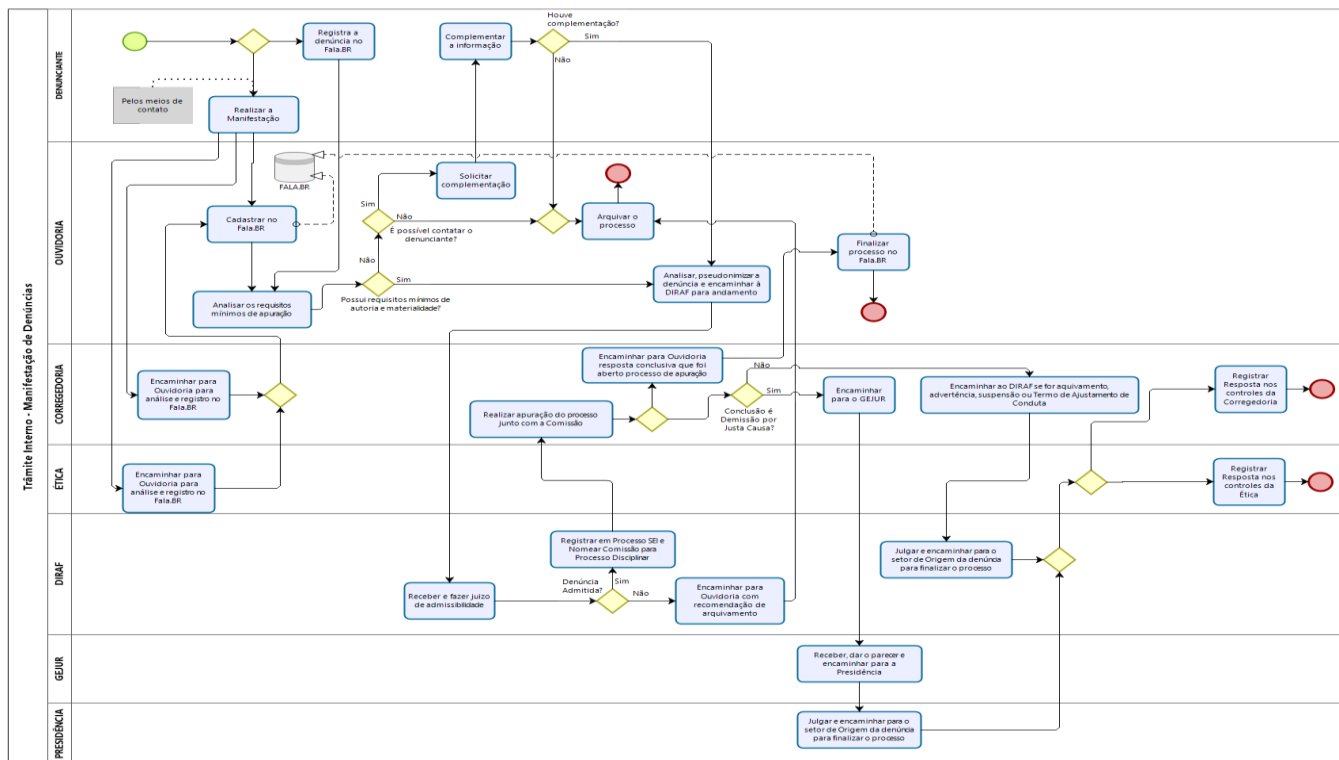 Trâmite Interno - Manifestação de Denúncias
DENUNCIANTE
Registra a
denúncia no
Fala.BR
Pelos meios de
contato
Realizar a
Manifestação
Complementar
a informação
Houve
complementação?
Sim
Não
OUVIDORIA
FALA.BR
Cadastrar no
Fala.BR
Analisar os requisitos
mínimos de apuração
Solicitar
complementação
Sim
Não
É possível contatar o
denunciante?
Não
Sim
Possui requisitos mínimos de
autoria e materialidade?
Arquivar o
processo
Analisar, pseudonimizar a
denúncia e encaminhar à
DIRAF para andamento
Finalizar
processo no
Fala.BR
CORREGEDORIA
Encaminhar para
Ouvidoria para
análise e registro no
Fala.BR
Encaminhar para Ouvidoria
resposta conclusiva que foi
aberto processo de apuração
Realizar apuração do processo
junto com a Comissão
Não
Sim
Conclusão é
Demissão por
Justa Causa?
Encaminhar
para o GEJUR
Encaminhar ao DIRAF se for aquivamento,
advertência, suspensão ou Termo de Ajustamento de
Conduta
Registrar
Resposta nos
controles da
Corregedoria
ÉTICA
Encaminhar para
Ouvidoria para
análise e registro no
Fala.BR
Registrar
Resposta nos
controles da
Ética
DIRAF
Registrar em Processo SEI e
Nomear Comissão para
Processo Disciplinar
Receber e fazer juizo
de admissibilidade
Denúncia
Admitida?
Sim
Não
Encaminhar para
Ouvidoria com
recomendação de
arquivamento
Julgar e encaminhar para o
setor de Origem da denúncia
para finalizar o processo
GEJUR
Receber, dar o parecer e
encaminhar para a
Presidência
PRESIDÊNCIA
Julgar e encaminhar para o
setor de Origem da denúncia
para finalizar o processo